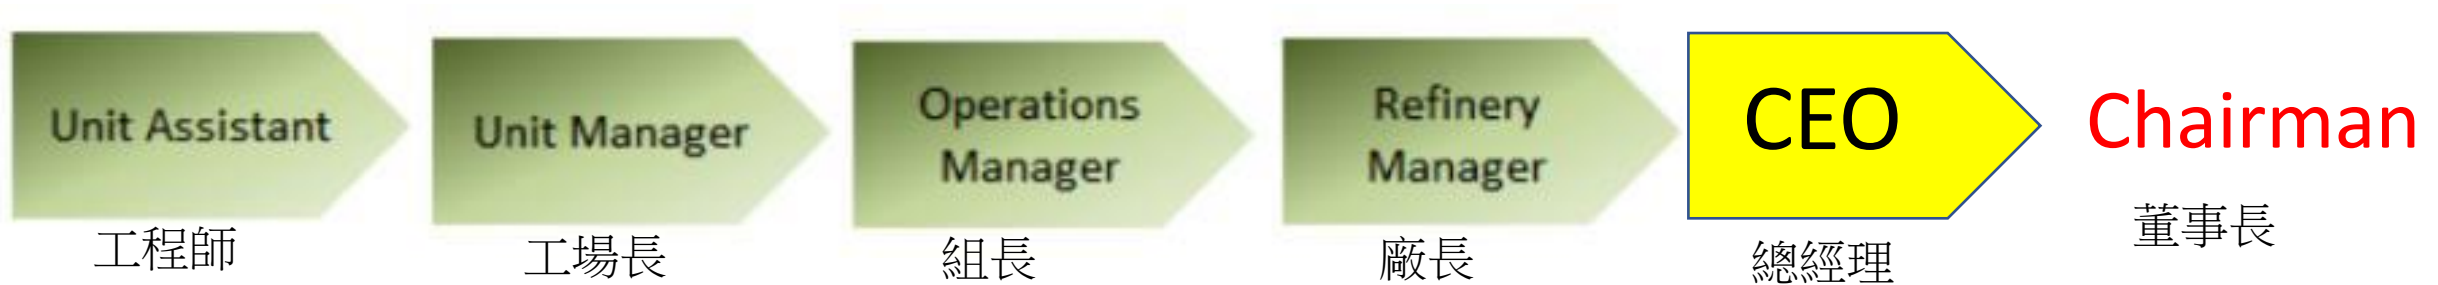 Unit Assistant
Unit Manager
Operations
Manager
Refinery
Manager
CEO
Chairman
工程師
工場長
組長
廠長
總經理
董事長